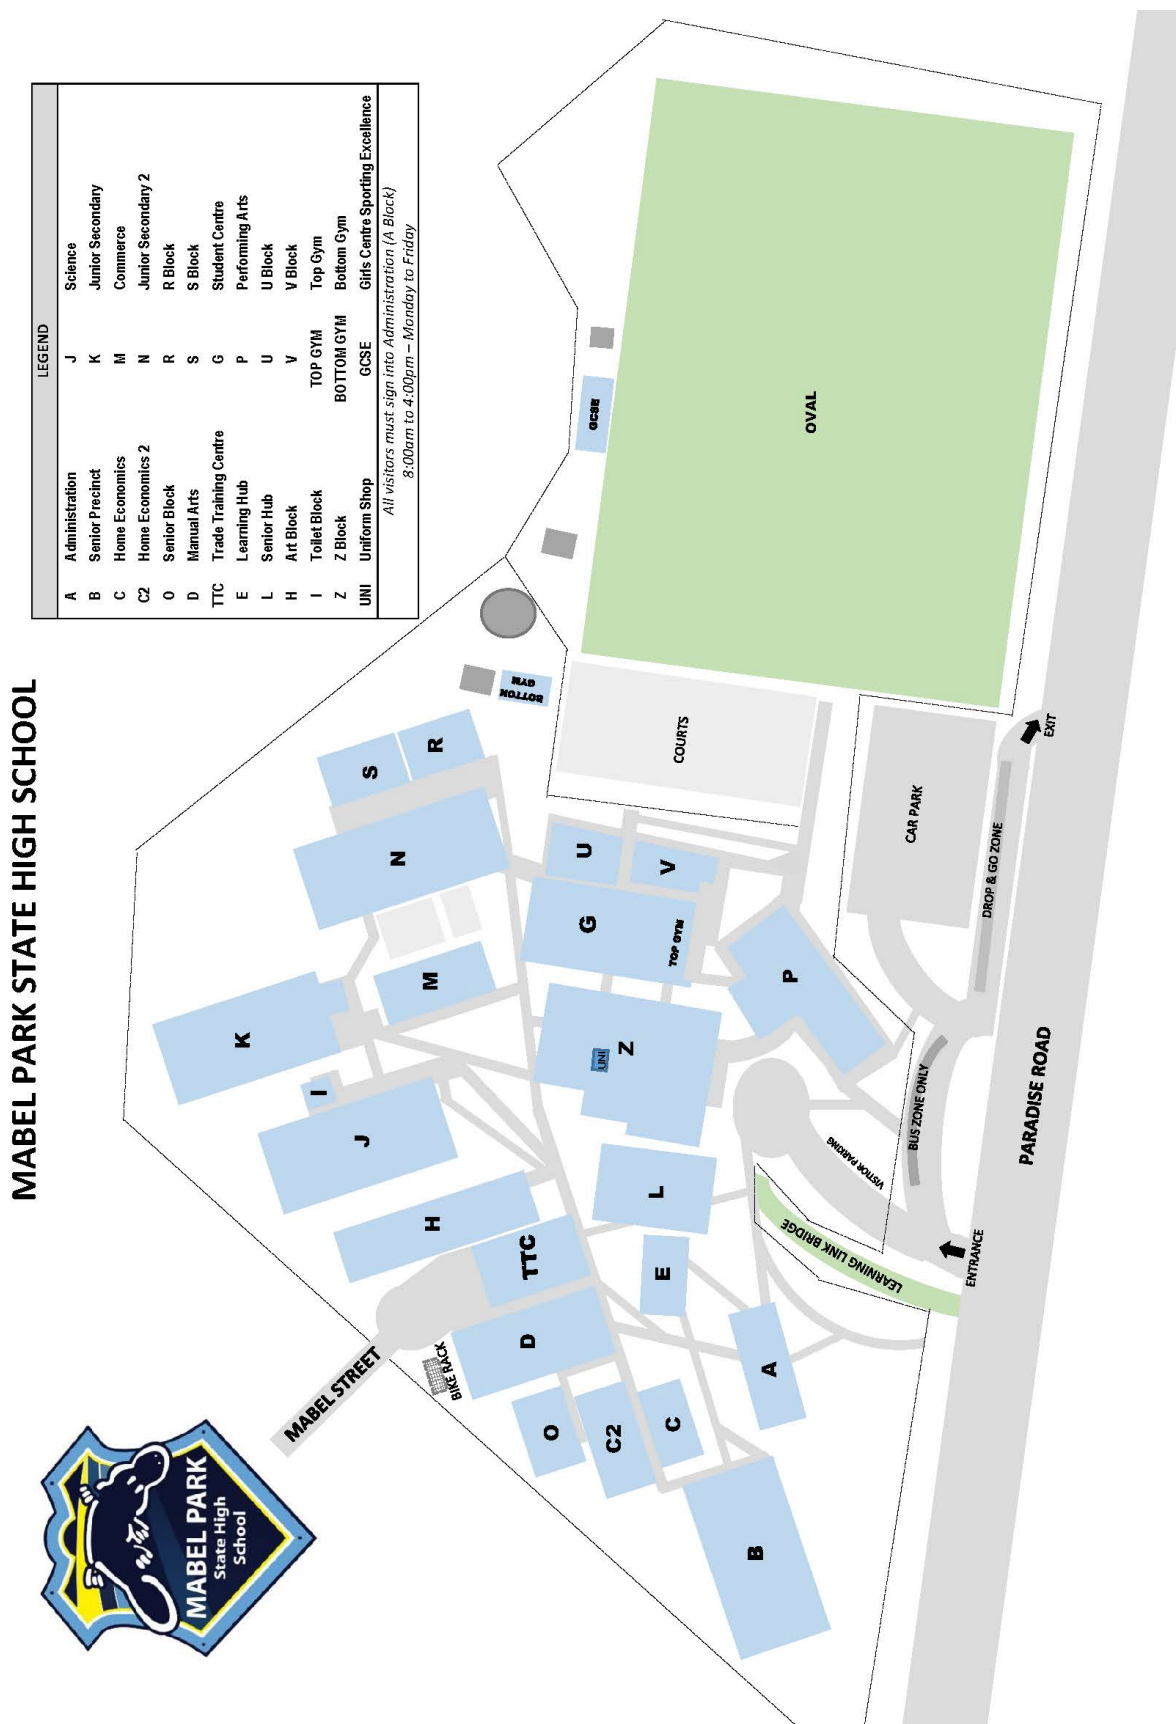 MABEL PARK STATE HIGH SCHOOL
MABEL PARK
State High
School
LEGEND
A Administration J Science
B Senior Precinct K Junior Secondary
C Home Economics M Commerce
C2 Home Economics 2 N Junior Secondary 2
O Senior Block R R Block
D Manual Arts S S Block
TTC Trade Training Centre G Student Centre
E Learning Hub P Performing Arts
L Senior Hub U U Block
H Art Block V V Block
I Toilet Block TOP GYM Top Gym
Z Z Block BOTTOM GYM Bottom Gym
UNI Uniform Shop GCSE Girls Centre Sporting Excellence
All visitors must sign into Administration (A Block)
8:00am to 4:00pm – Monday to Friday
MABEL STREET
BIKE RACK
K
I
J
H
TTC
D
O
C2
C
B
A
E
L
Z
UNI
M
N
S
R
G
TOP GYM
U
V
P
BOTTON
GYM
COURTS
GCSE
OVAL
CAR PARK
DROP & GO ZONE
EXIT
BUS ZONE ONLY
VISTIOR PARKING
LEARNING LINK BRIDGE
ENTRANCE
PARADISE ROAD